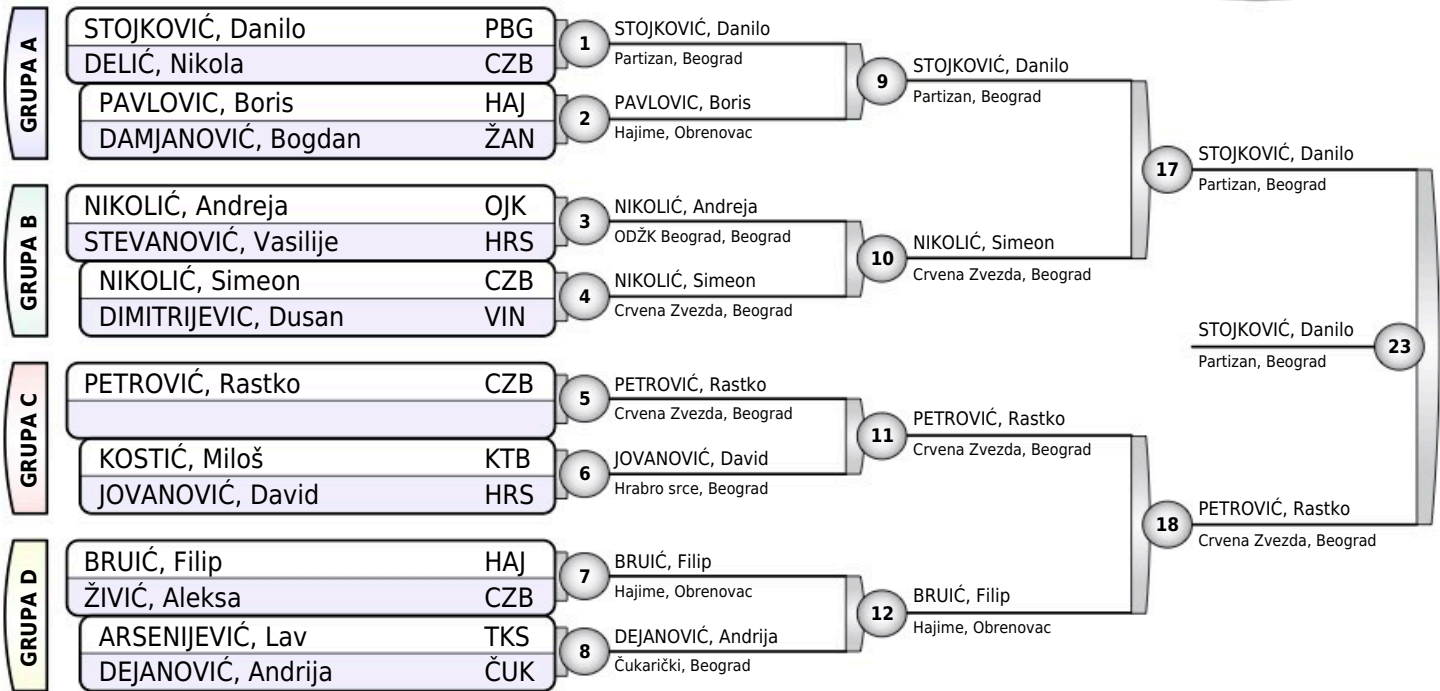 GRUPA A
STOJKOVIĆ, Danilo PBG
DELIĆ, Nikola CZB
PAVLOVIC, Boris HAJ
DAMJANOVIĆ, Bogdan ŽAN
GRUPA B
NIKOLIĆ, Andreja OJK
STEVANOVIĆ, Vasilije HRS
NIKOLIĆ, Simeon CZB
DIMITRIJEVIC, Dusan VIN
GRUPA C
PETROVIĆ, Rastko CZB
KOSTIĆ, Miloš KTB
JOVANOVIĆ, David HRS
GRUPA D
BRUIĆ, Filip HAJ
ŽIVIĆ, Aleksa CZB
ARSENIJEVIĆ, Lav TKS
DEJANOVIĆ, Andrija ČUK
1
STOJKOVIĆ, Danilo
Partizan, Beograd
2
PAVLOVIC, Boris
Hajime, Obrenovac
3
NIKOLIĆ, Andreja
ODŽK Beograd, Beograd
4
NIKOLIĆ, Simeon
Crvena Zvezda, Beograd
5
PETROVIĆ, Rastko
Crvena Zvezda, Beograd
6
JOVANOVIĆ, David
Hrabro srce, Beograd
7
BRUIĆ, Filip
Hajime, Obrenovac
8
DEJANOVIĆ, Andrija
Čukarički, Beograd
9
STOJKOVIĆ, Danilo
Partizan, Beograd
10
NIKOLIĆ, Simeon
Crvena Zvezda, Beograd
11
PETROVIĆ, Rastko
Crvena Zvezda, Beograd
12
BRUIĆ, Filip
Hajime, Obrenovac
17
STOJKOVIĆ, Danilo
Partizan, Beograd
18
PETROVIĆ, Rastko
Crvena Zvezda, Beograd
STOJKOVIĆ, Danilo
Partizan, Beograd
23